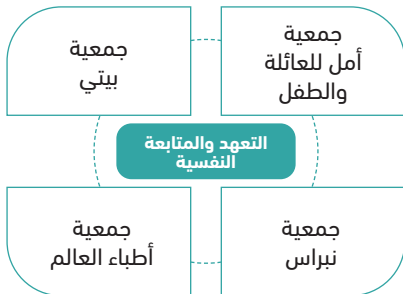 جمعية
أمل للعائلة
والطفل
جمعية
بيتي
التعهد والمتابعة
النفسية
جمعية
نبراس
جمعية
أطباء العالم